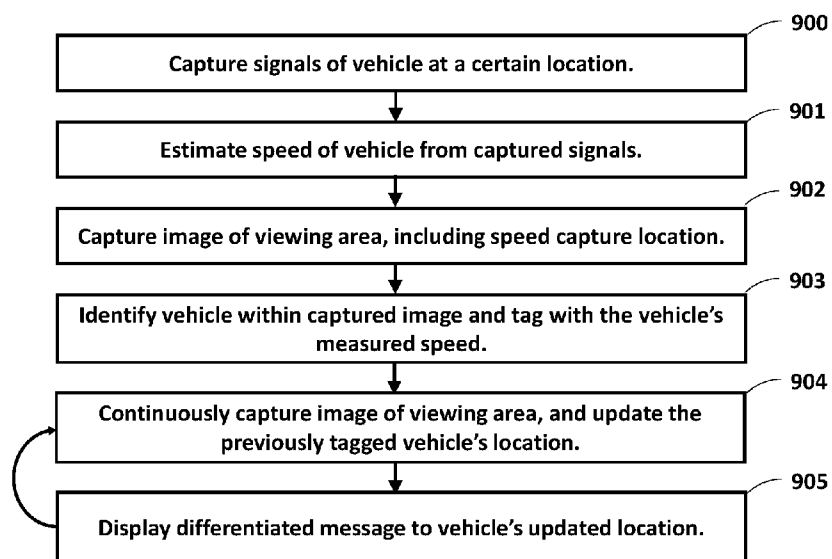 900
Capture signals of vehicle at a certain location.
901
Estimate speed of vehicle from captured signals.
902
Capture image of viewing area, including speed capture location.
903
Identify vehicle within captured image and tag with the vehicle's
measured speed.
904
Continuously capture image of viewing area, and update the
previously tagged vehicle's location.
905
Display differentiated message to vehicle's updated location.